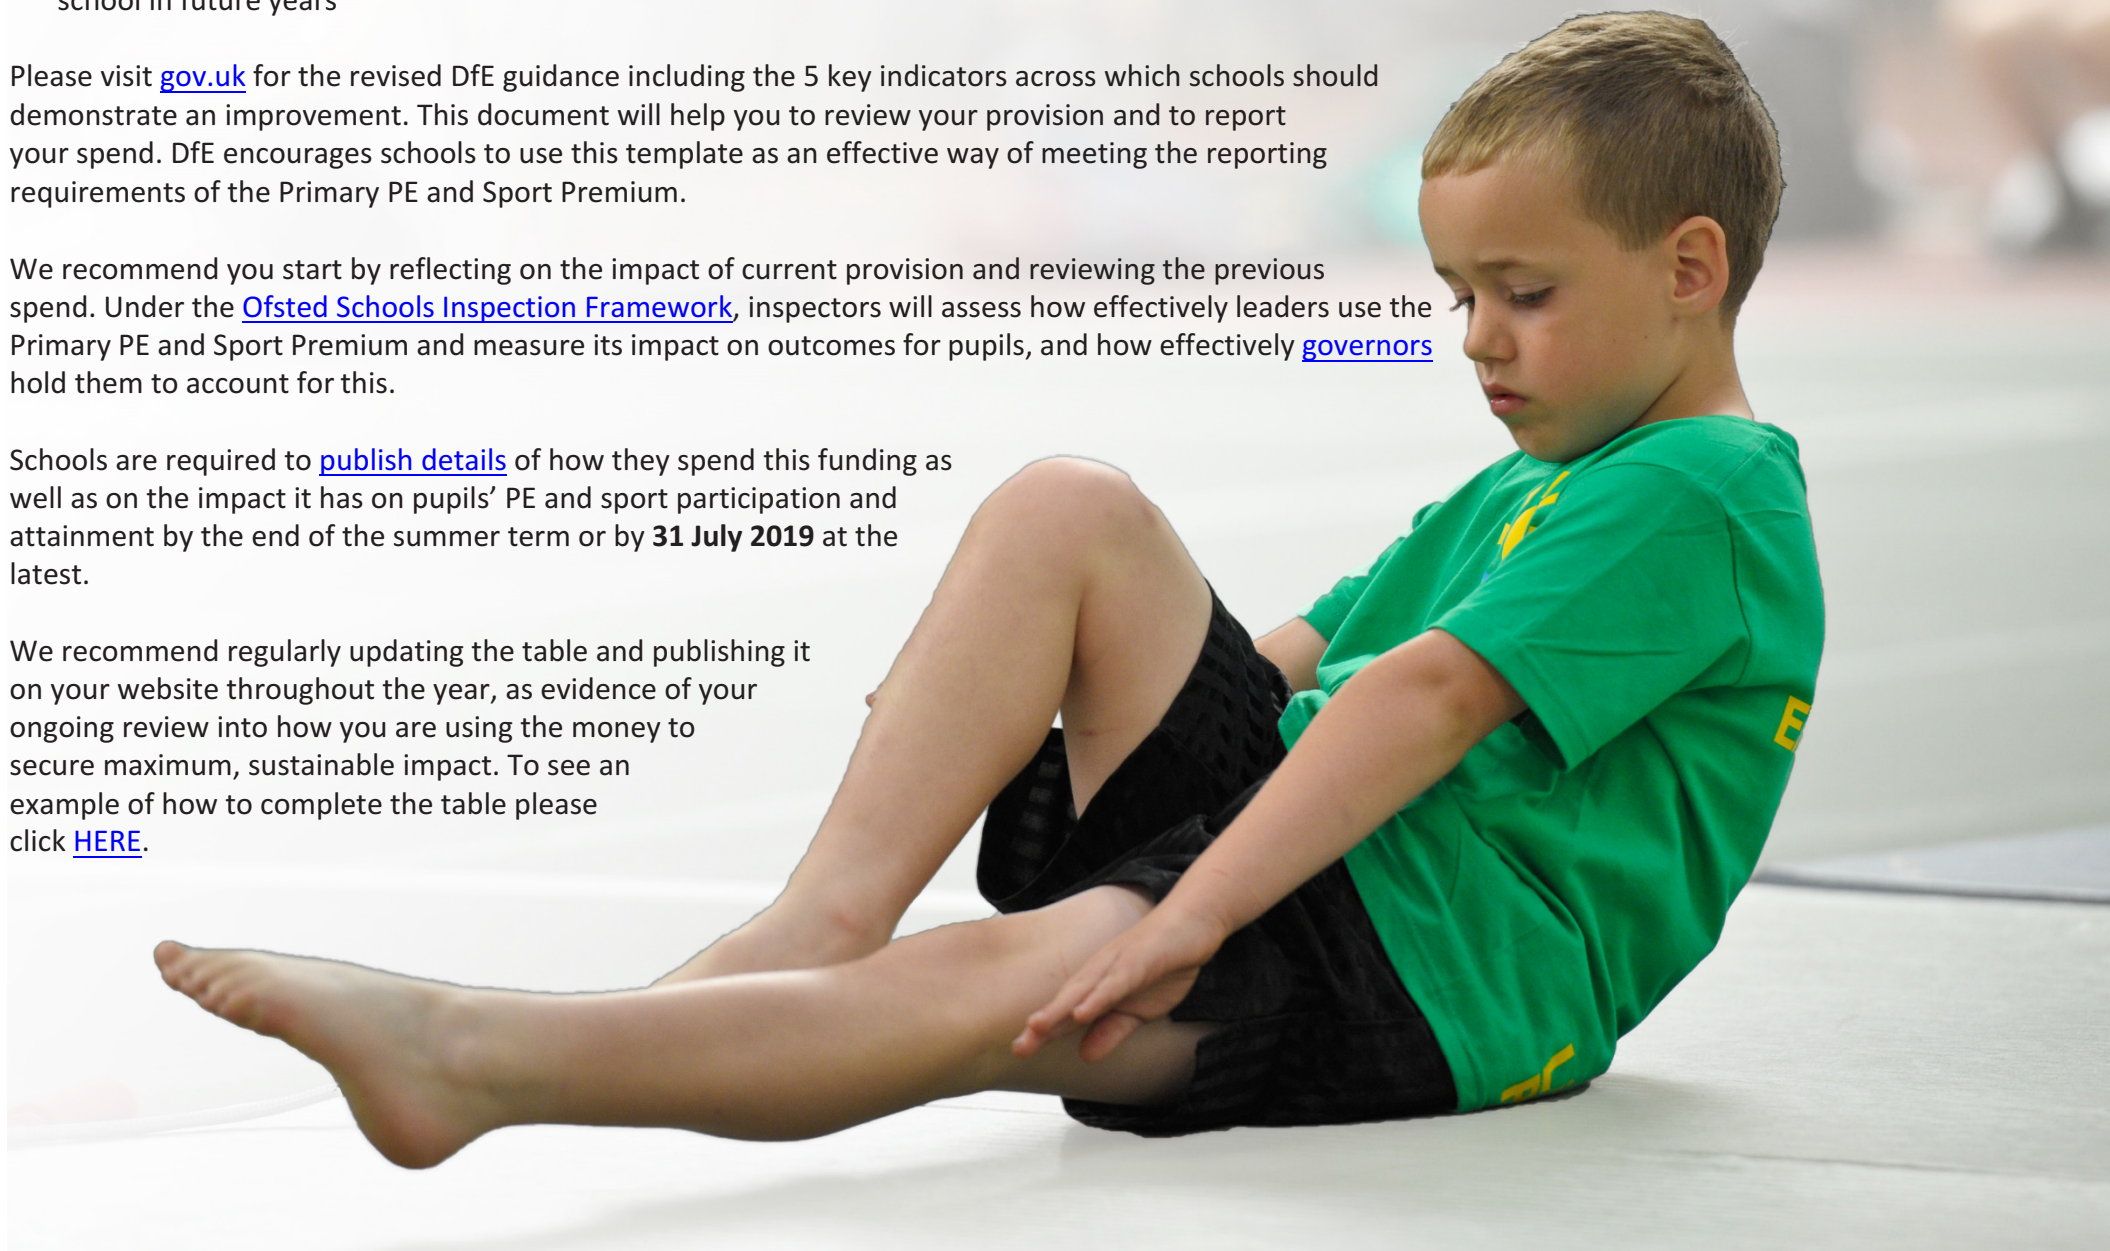 school in future years
Please visit gov.uk for the revised DfE guidance including the 5 key indicators across which schools should
demonstrate an improvement. This document will help you to review your provision and to report
your spend. DfE encourages schools to use this template as an effective way of meeting the reporting
requirements of the Primary PE and Sport Premium.
We recommend you start by reflecting on the impact of current provision and reviewing the previous
spend. Under the Ofsted Schools Inspection Framework, inspectors will assess how effectively leaders use the
Primary PE and Sport Premium and measure its impact on outcomes for pupils, and how effectively governors
hold them to account for this.
Schools are required to publish details of how they spend this funding as
well as on the impact it has on pupils’ PE and sport participation and
attainment by the end of the summer term or by 31 July 2019 at the
latest.
We recommend regularly updating the table and publishing it
on your website throughout the year, as evidence of your
ongoing review into how you are using the money to
secure maximum, sustainable impact. To see an
example of how to complete the table please
click HERE.